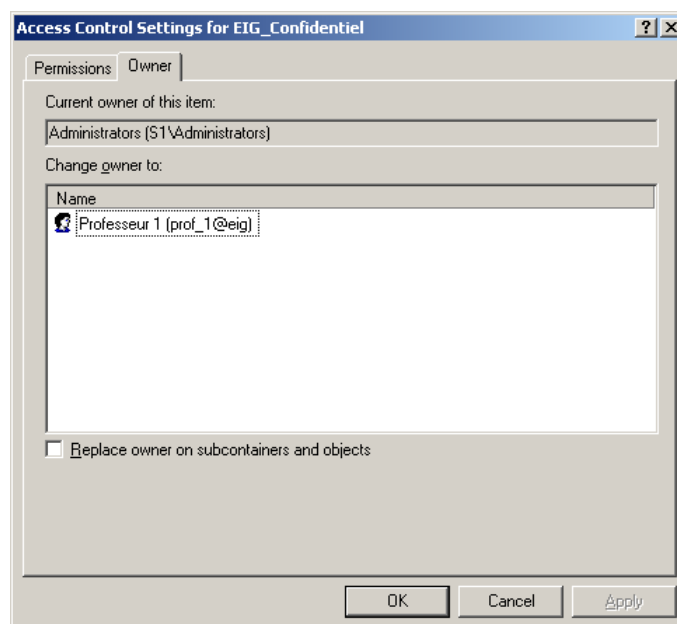 Access Control Settings for EIG_Confidentiel
Permissions Owner
Current owner of this item:
Administrators (S1\Administrators)
Change owner to:
Name
Professeur 1 (prof_1@eig)
Replace owner on subcontainers and objects
OK Cancel Apply